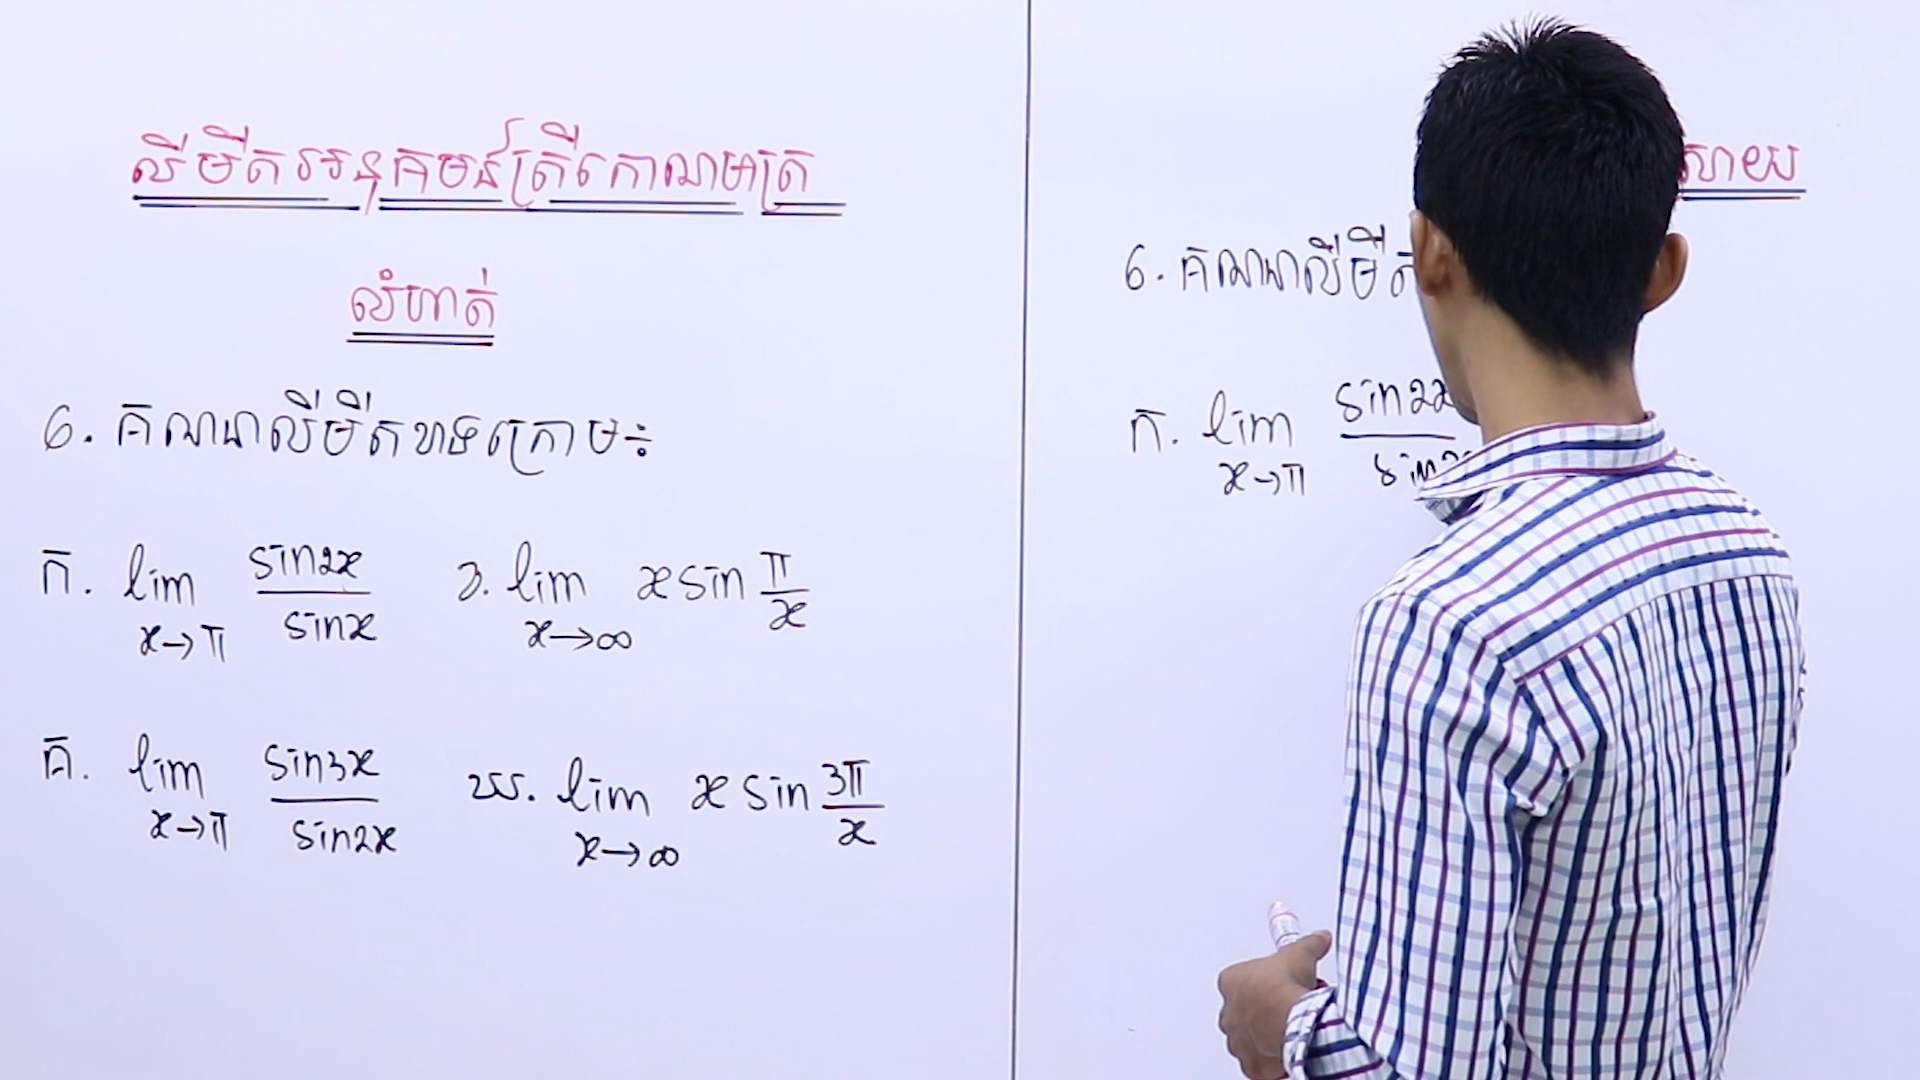 លីមីតអនុគមន៍ត្រីកោណមាត្រ
លំហាត់
6. គណនាលីមីតខាងក្រោម៖
ក. lim x→π sin2x / sinx
ខ. lim x→∞ x sin π/x
គ. lim x→π sin3x / sin2x
ឃ. lim x→∞ x sin 3π/x
6. គណនាលីមីត
ក. lim x→π sin2x / sin